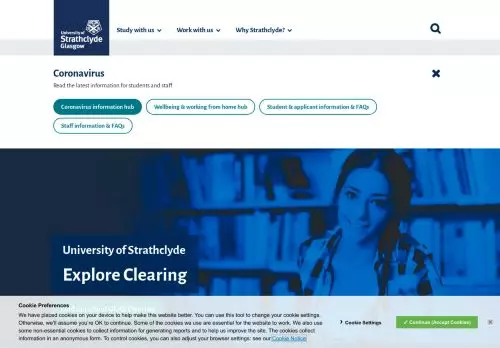 University of
Strathclyde
Glasgow
Study with us
Work with us
Why Strathclyde?
Coronavirus
Read the latest information for students and staff
Coronavirus information hub
Wellbeing & working from home hub
Student & applicant information & FAQs
Staff information & FAQs
University of Strathclyde
Explore Clearing
Cookie Preferences
We have placed cookies on your device to help make this website better. You can use this tool to change your cookie settings.
Otherwise, we'll assume you're OK to continue. Some of the cookies we use are essential for the website to work. We also use
some non-essential cookies to collect information for generating reports and to help us improve the site. The cookies collect
information in an anonymous form. To control cookies, you can also adjust your browser settings: see our Cookie Notice
Cookie Settings
✓ Continue (Accept Cookies)